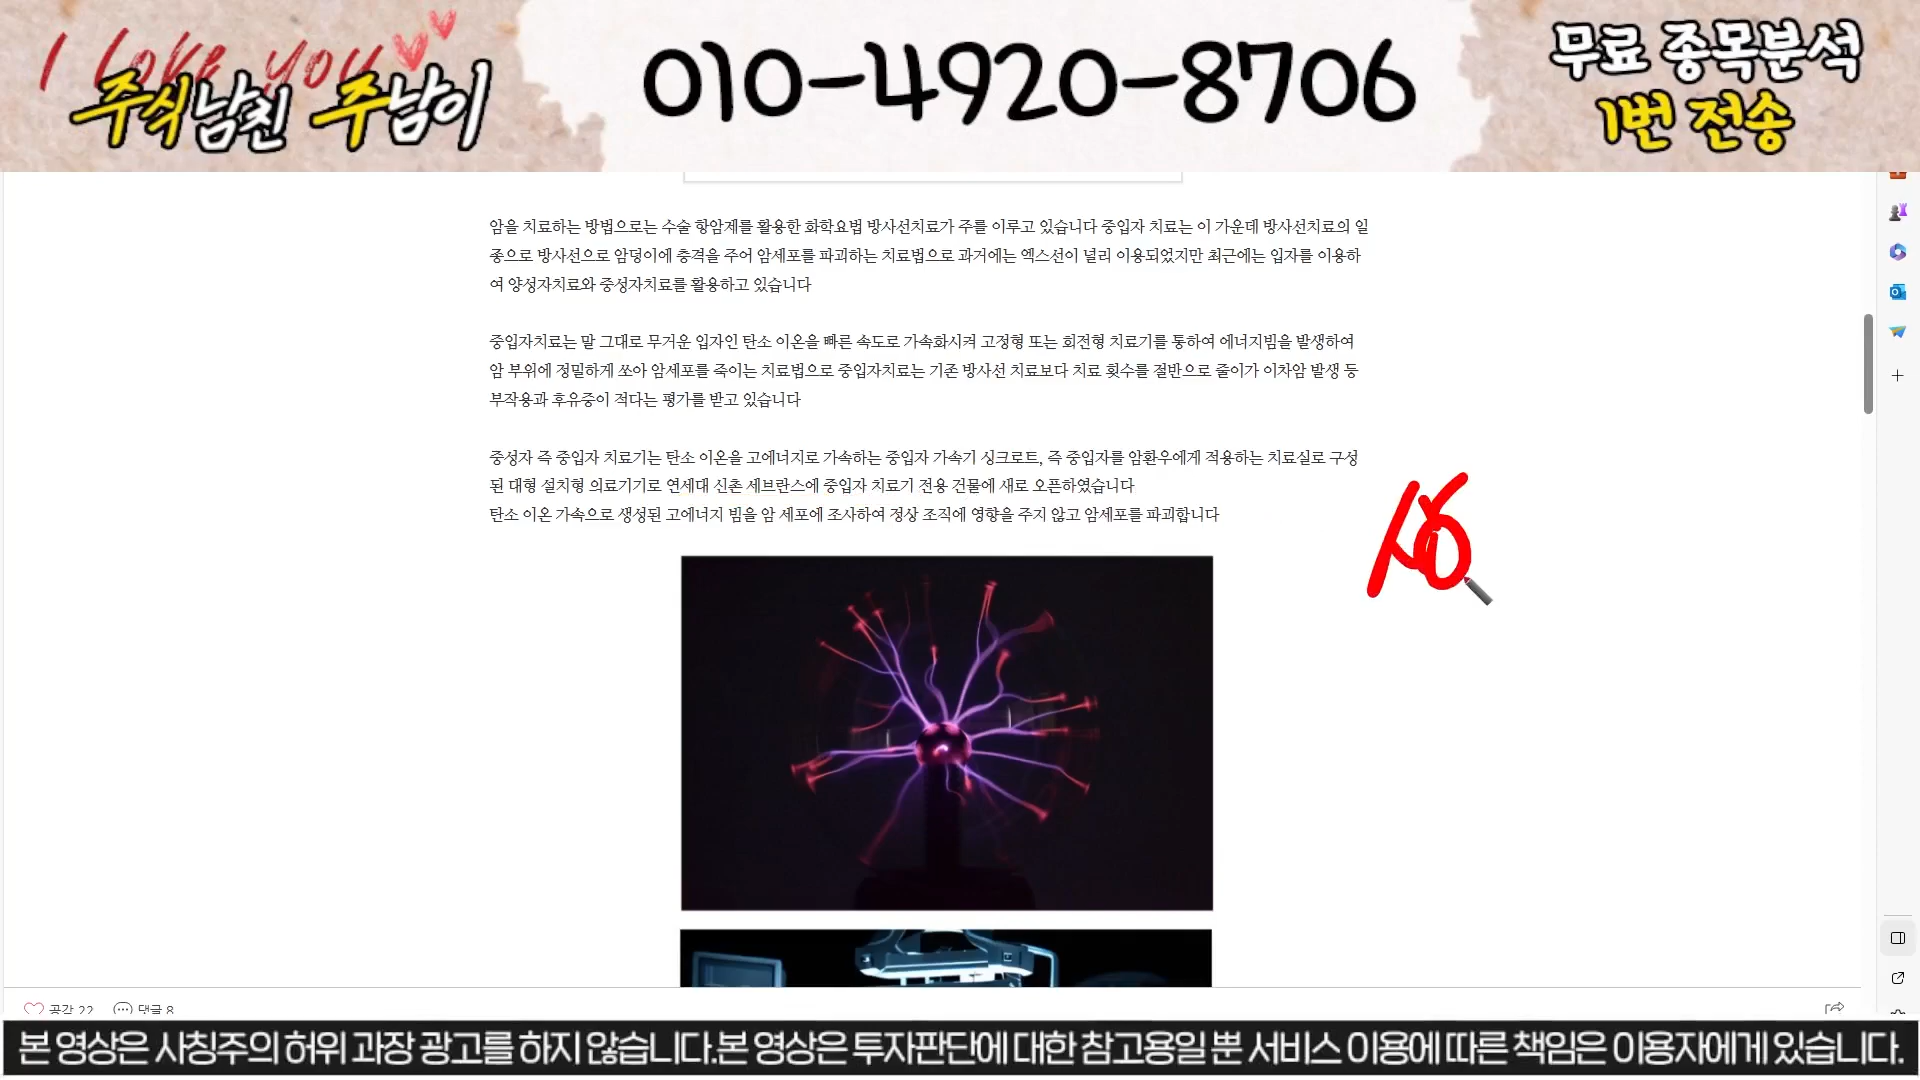 I love you
주식남친 주남이
010-4920-8706
무료 종목분석
1번 전송
암을 치료하는 방법으로는 수술 항암제를 활용한 화학요법 방사선치료가 주를 이루고 있습니다 중입자 치료는 이 가운데 방사선치료의 일
종으로 방사선으로 암덩이에 충격을 주어 암세포를 파괴하는 치료법으로 과거에는 엑스선이 널리 이용되었지만 최근에는 입자를 이용하
여 양성자치료와 중성자치료를 활용하고 있습니다
중입자치료는 말 그대로 무거운 입자인 탄소 이온을 빠른 속도로 가속화시켜 고정형 또는 회전형 치료기를 통하여 에너지빔을 발생하여
암 부위에 정밀하게 쏘아 암세포를 죽이는 치료법으로 중입자치료는 기존 방사선 치료보다 치료 횟수를 절반으로 줄이가 이차암 발생 등
부작용과 후유증이 적다는 평가를 받고 있습니다
중성자 즉 중입자 치료기는 탄소 이온을 고에너지로 가속하는 중입자 가속기 싱크로트, 즉 중입자를 암환우에게 적용하는 치료실로 구성
된 대형 설치형 의료기기로 연세대 신촌 세브란스에 중입자 치료기 전용 건물에 새로 오픈하였습니다
탄소 이온 가속으로 생성된 고에너지 빔을 암 세포에 조사하여 정상 조직에 영향을 주지 않고 암세포를 파괴합니다
공감 22 댓글 8
본 영상은 사칭주의 허위 과장 광고를 하지 않습니다.본 영상은 투자판단에 대한 참고용일 뿐 서비스 이용에 따른 책임은 이용자에게 있습니다.